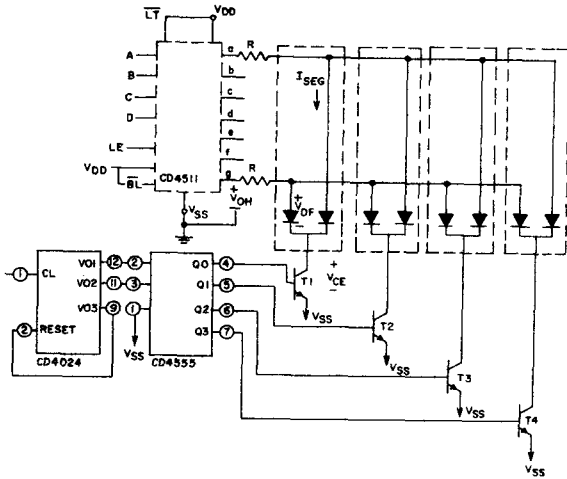 L̅T̅ VDD
A a R
B b
C c ISEG
D d
e
LE f
VDD g R
B̅L̅ CD4511 + VOH −
VSS + VDF −
1 CL VO1 12 2 Q0 4 T1 + VCE −
VO2 11 3 Q1 5 VSS
VO3 9 1 Q2 6 T2
2 RESET VSS Q3 7 VSS
CD4024 CD4555 T3
VSS
T4
VSS